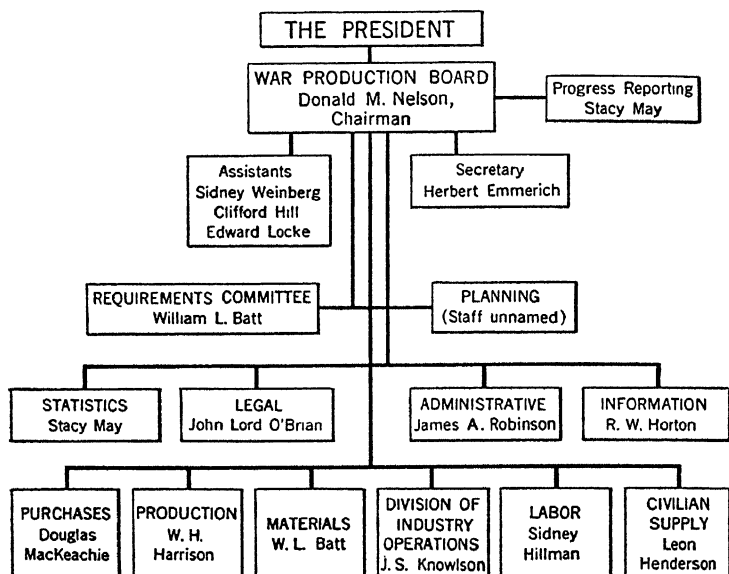 THE PRESIDENT
WAR PRODUCTION BOARD
Donald M. Nelson,
Chairman
Progress Reporting
Stacy May
Assistants
Sidney Weinberg
Clifford Hill
Edward Locke
Secretary
Herbert Emmerich
REQUIREMENTS COMMITTEE
William L. Batt
PLANNING
(Staff unnamed)
STATISTICS
Stacy May
LEGAL
John Lord O'Brian
ADMINISTRATIVE
James A. Robinson
INFORMATION
R. W. Horton
PURCHASES
Douglas
MacKeachie
PRODUCTION
W. H.
Harrison
MATERIALS
W. L. Batt
DIVISION OF
INDUSTRY
OPERATIONS
J. S. Knowlson
LABOR
Sidney
Hillman
CIVILIAN
SUPPLY
Leon
Henderson